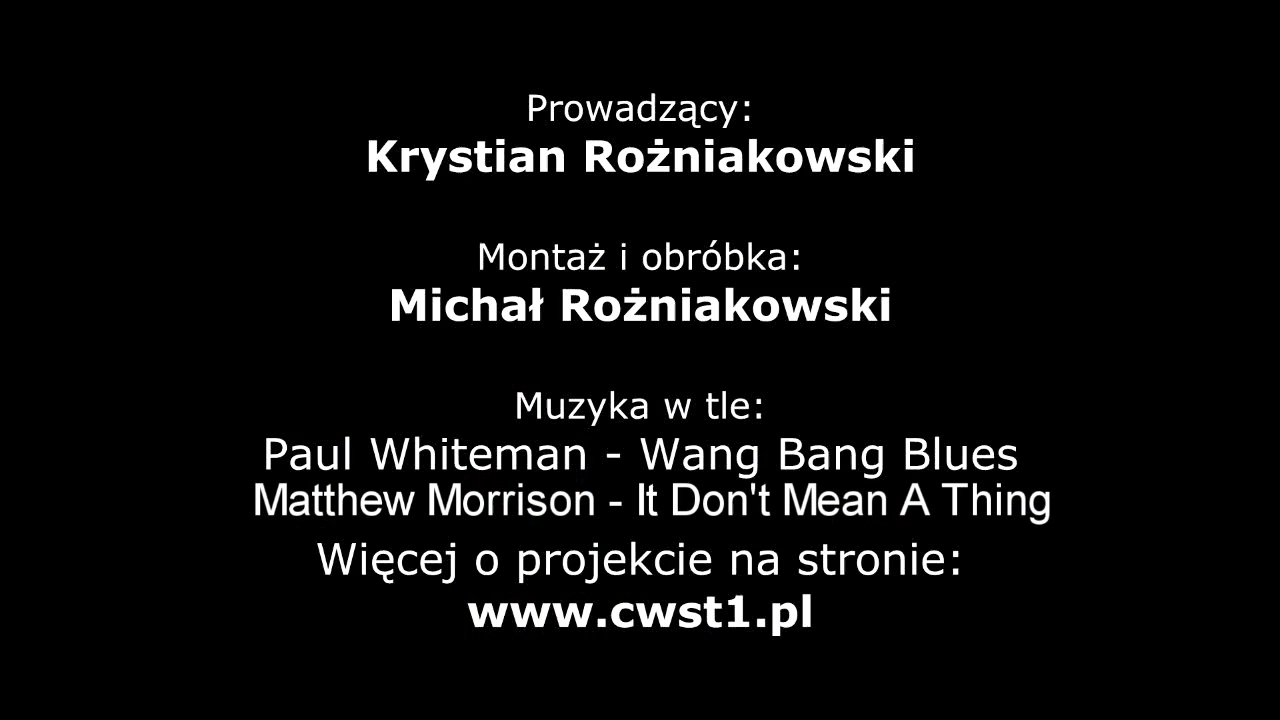 Prowadzący:
Krystian Rożniakowski
Montaż i obróbka:
Michał Rożniakowski
Muzyka w tle:
Paul Whiteman - Wang Bang Blues
Matthew Morrison - It Don't Mean A Thing
Więcej o projekcie na stronie:
www.cwst1.pl